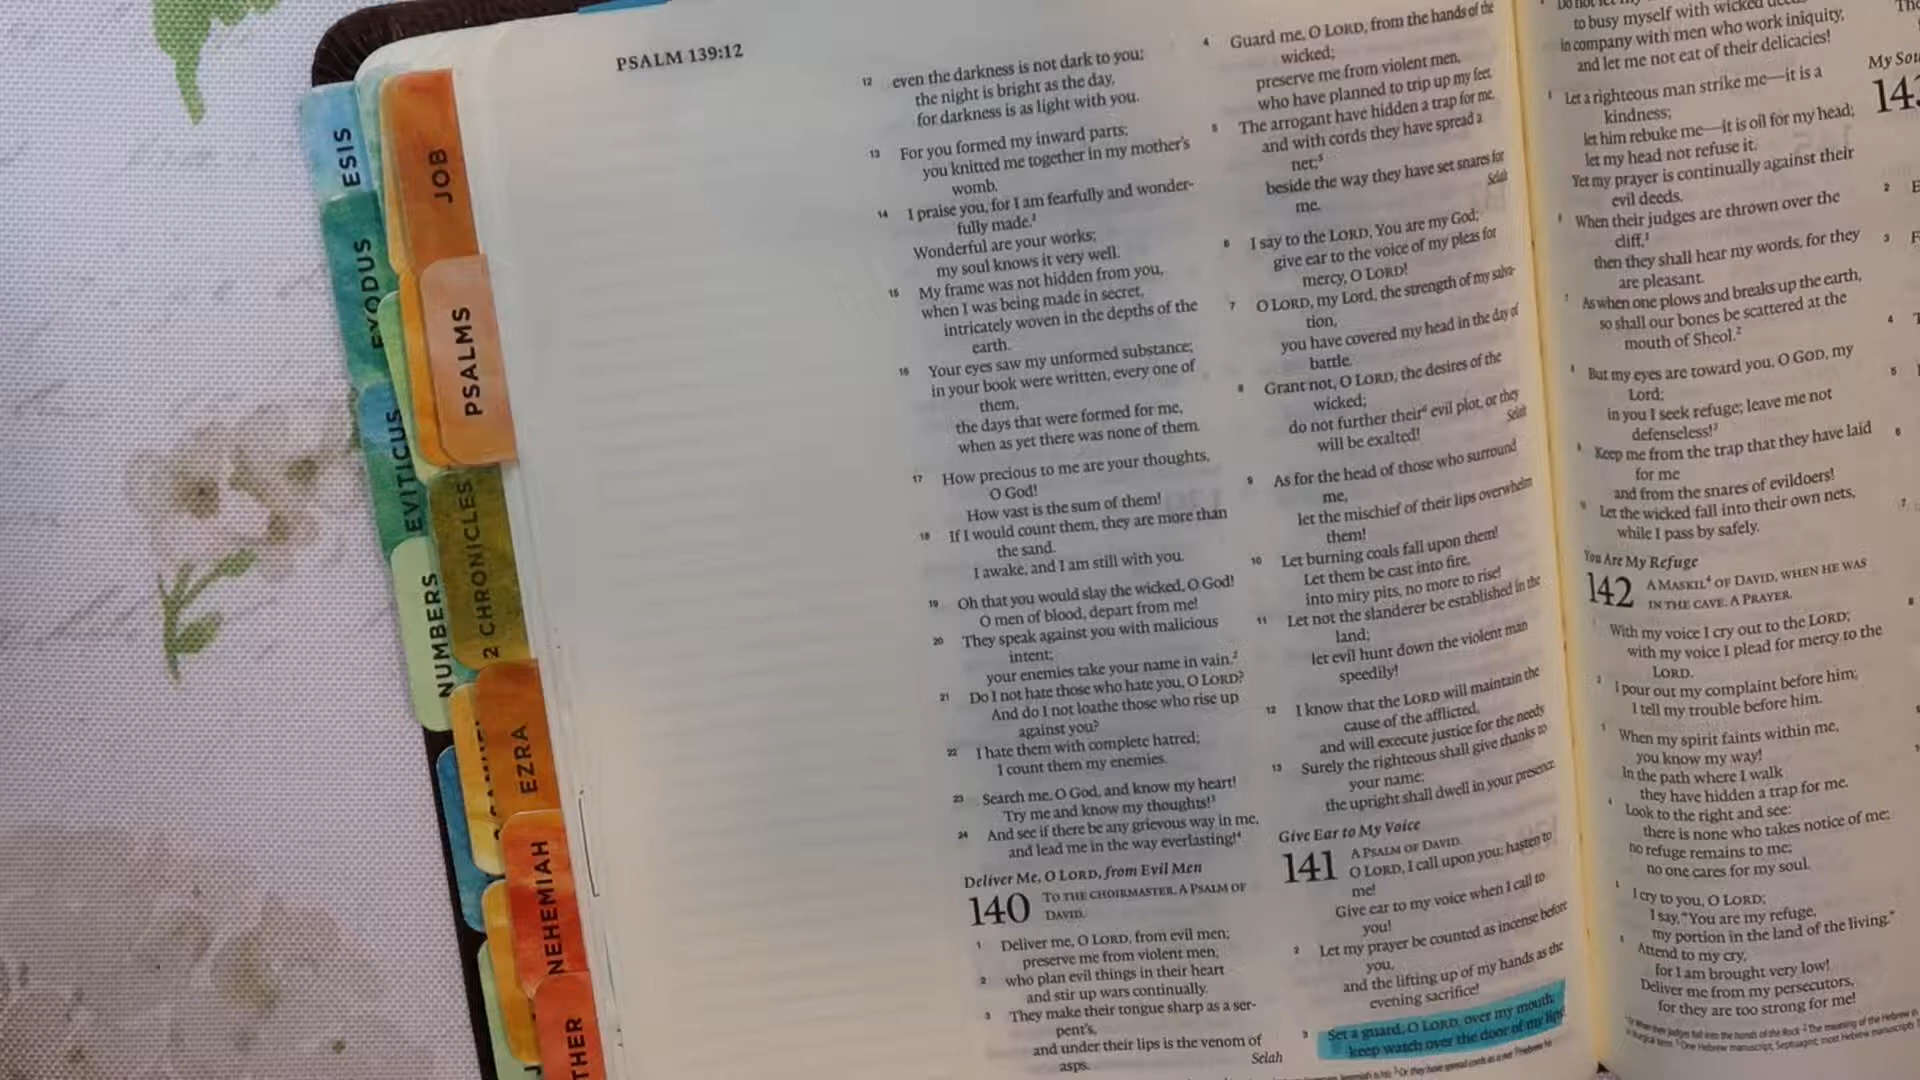 PSALM 139:12
ESIS
EXODUS
EVITICUS
NUMBERS
JOB
PSALMS
2 CHRONICLES
EZRA
NEHEMIAH
THER
12 even the darkness is not dark to you;
the night is bright as the day,
for darkness is as light with you.
13 For you formed my inward parts;
you knitted me together in my mother's
womb.
14 I praise you, for I am fearfully and wonder-
fully made.¹
Wonderful are your works;
my soul knows it very well.
15 My frame was not hidden from you,
when I was being made in secret,
intricately woven in the depths of the
earth.
16 Your eyes saw my unformed substance;
in your book were written, every one of
them,
the days that were formed for me,
when as yet there was none of them.
17 How precious to me are your thoughts,
O God!
How vast is the sum of them!
18 If I would count them, they are more than
the sand.
I awake, and I am still with you.
19 Oh that you would slay the wicked, O God!
O men of blood, depart from me!
20 They speak against you with malicious
intent;
your enemies take your name in vain.²
21 Do I not hate those who hate you, O LORD?
And do I not loathe those who rise up
against you?
22 I hate them with complete hatred;
I count them my enemies.
23 Search me, O God, and know my heart!
Try me and know my thoughts!³
24 And see if there be any grievous way in me,
and lead me in the way everlasting!⁴
Deliver Me, O LORD, from Evil Men
140 TO THE CHOIRMASTER. A PSALM OF
DAVID.
1 Deliver me, O LORD, from evil men;
preserve me from violent men,
2 who plan evil things in their heart
and stir up wars continually.
3 They make their tongue sharp as a ser-
pent's,
and under their lips is the venom of
asps. Selah
4 Guard me, O LORD, from the hands of the
wicked;
preserve me from violent men,
who have planned to trip up my feet.
5 The arrogant have hidden a trap for me,
and with cords they have spread a
net;⁵
beside the way they have set snares for
me. Selah
6 I say to the LORD, You are my God;
give ear to the voice of my pleas for
mercy, O LORD!
7 O LORD, my Lord, the strength of my salva-
tion,
you have covered my head in the day of
battle.
8 Grant not, O LORD, the desires of the
wicked;
do not further their⁶ evil plot, or they
will be exalted! Selah
9 As for the head of those who surround
me,
let the mischief of their lips overwhelm
them!
10 Let burning coals fall upon them!
Let them be cast into fire,
into miry pits, no more to rise!
11 Let not the slanderer be established in the
land;
let evil hunt down the violent man
speedily!
12 I know that the LORD will maintain the
cause of the afflicted,
and will execute justice for the needy.
13 Surely the righteous shall give thanks to
your name;
the upright shall dwell in your presence.
Give Ear to My Voice
141 A PSALM OF DAVID.
O LORD, I call upon you; hasten to
me!
Give ear to my voice when I call to
you!
2 Let my prayer be counted as incense before
you,
and the lifting up of my hands as the
evening sacrifice!
3 Set a guard, O LORD, over my mouth;
keep watch over the door of my lips!
to busy myself with wicked deeds
in company with men who work iniquity,
and let me not eat of their delicacies!
Let a righteous man strike me—it is a
kindness;
let him rebuke me—it is oil for my head;
let my head not refuse it.
Yet my prayer is continually against their
evil deeds.
When their judges are thrown over the
cliff,¹
then they shall hear my words, for they
are pleasant.
7 As when one plows and breaks up the earth,
so shall our bones be scattered at the
mouth of Sheol.²
But my eyes are toward you, O GOD, my
Lord;
in you I seek refuge; leave me not
defenseless!³
Keep me from the trap that they have laid
for me
and from the snares of evildoers!
Let the wicked fall into their own nets,
while I pass by safely.
You Are My Refuge
142 A MASKIL⁴ OF DAVID, WHEN HE WAS
IN THE CAVE. A PRAYER.
With my voice I cry out to the LORD;
with my voice I plead for mercy to the
LORD.
2 I pour out my complaint before him;
I tell my trouble before him.
When my spirit faints within me,
you know my way!
In the path where I walk
they have hidden a trap for me.
4 Look to the right and see:
there is none who takes notice of me;
no refuge remains to me;
no one cares for my soul.
I cry to you, O LORD;
I say, "You are my refuge,
my portion in the land of the living."
Attend to my cry,
for I am brought very low!
Deliver me from my persecutors,
for they are too strong for me!
My Sou
143